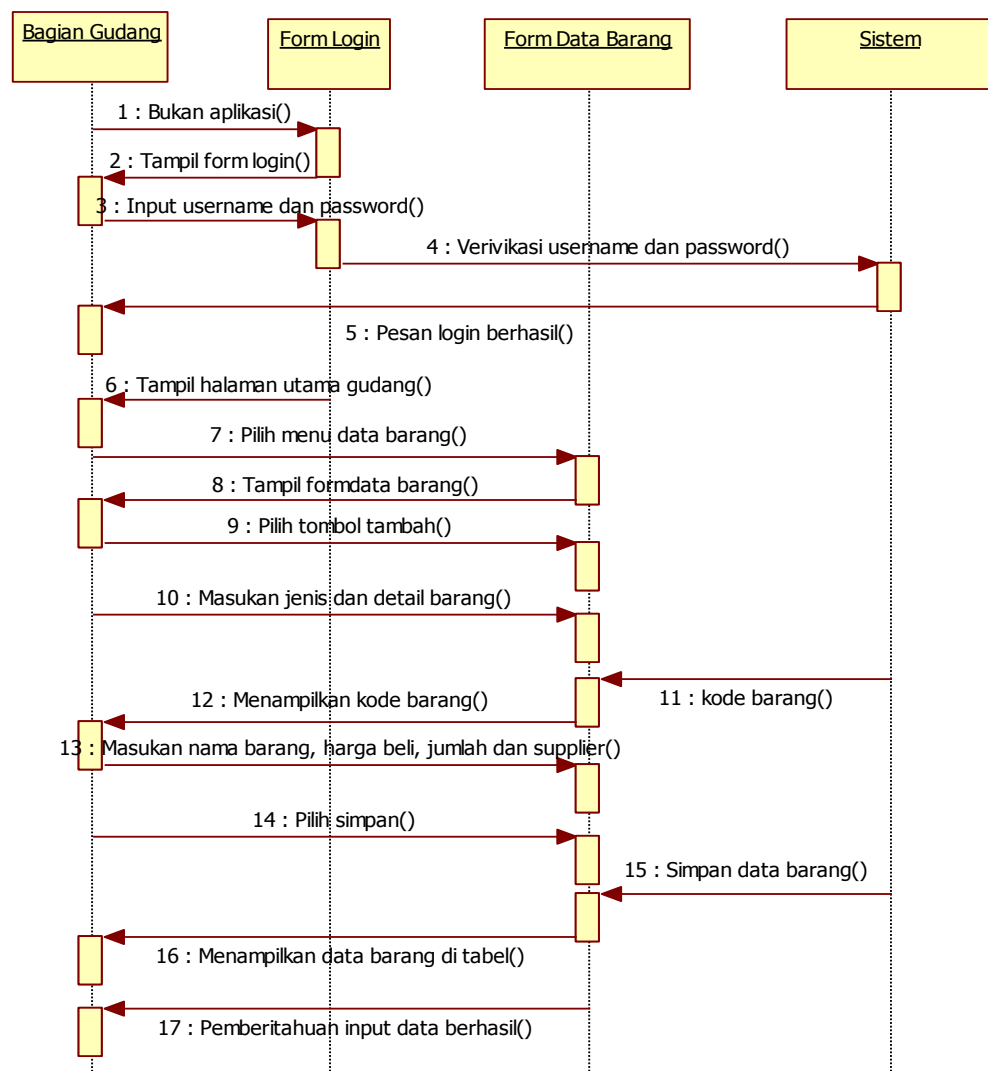 Bagian Gudang
Form Login
Form Data Barang
Sistem
1 : Bukan aplikasi()
2 : Tampil form login()
3 : Input username dan password()
4 : Verivikasi username dan password()
5 : Pesan login berhasil()
6 : Tampil halaman utama gudang()
7 : Pilih menu data barang()
8 : Tampil formdata barang()
9 : Pilih tombol tambah()
10 : Masukan jenis dan detail barang()
11 : kode barang()
12 : Menampilkan kode barang()
13 : Masukan nama barang, harga beli, jumlah dan supplier()
14 : Pilih simpan()
15 : Simpan data barang()
16 : Menampilkan data barang di tabel()
17 : Pemberitahuan input data berhasil()